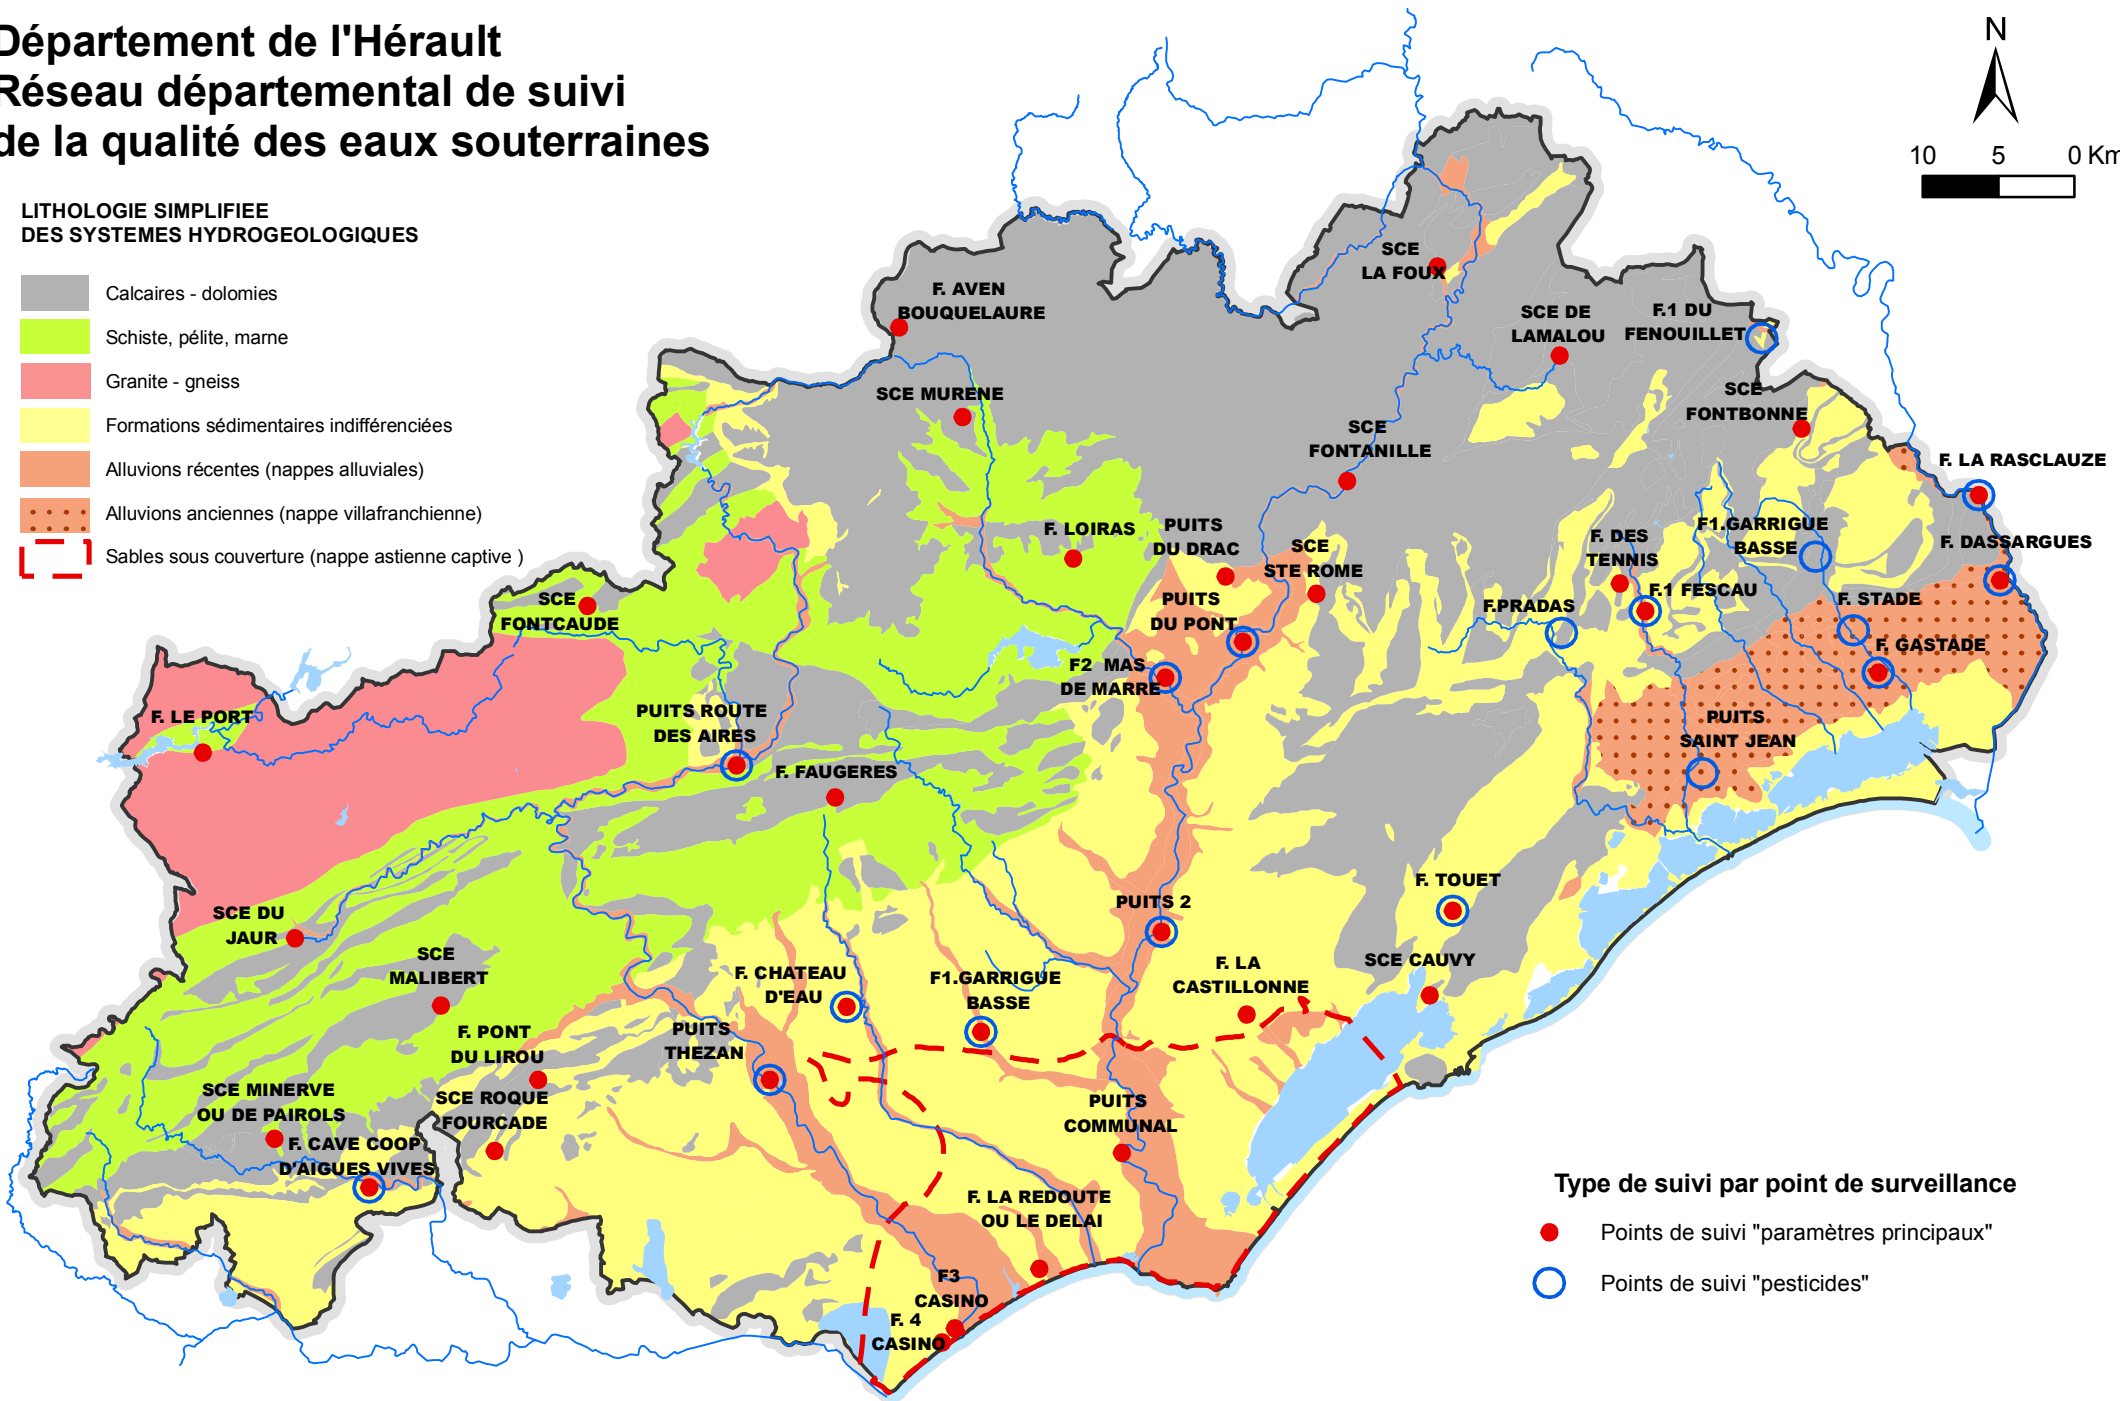 Département de l'Hérault
Réseau départemental de suivi
de la qualité des eaux souterraines
N
10 5 0 Km
LITHOLOGIE SIMPLIFIEE
DES SYSTEMES HYDROGEOLOGIQUES
Calcaires - dolomies
Schiste, pélite, marne
Granite - gneiss
Formations sédimentaires indifférenciées
Alluvions récentes (nappes alluviales)
Alluvions anciennes (nappe villafranchienne)
Sables sous couverture (nappe astienne captive )
SCE
LA FOUX
F. AVEN
BOUQUELAURE
SCE DE
LAMALOU
F.1 DU
FENOUILLET
SCE MURENE
SCE
FONTBONNE
SCE
FONTANILLE
F. LA RASCLAUZE
F. LOIRAS
PUITS
DU DRAC
SCE
STE ROME
F. DES
TENNIS
F1.GARRIGUE
BASSE
F. DASSARGUES
SCE
FONTCAUDE
PUITS
DU PONT
F.PRADAS
F.1 FESCAU
F. STADE
F. GASTADE
F2 MAS
DE MARRE
F. LE PORT
PUITS ROUTE
DES AIRES
PUITS
SAINT JEAN
F. FAUGERES
F. TOUET
PUITS 2
SCE DU
JAUR
SCE
MALIBERT
F. CHATEAU
D'EAU
F1.GARRIGUE
BASSE
F. LA
CASTILLONNE
SCE CAUVY
F. PONT
DU LIROU
PUITS
THEZAN
SCE MINERVE
OU DE PAIROLS
SCE ROQUE
FOURCADE
PUITS
COMMUNAL
F. CAVE COOP
D'AIGUES VIVES
F. LA REDOUTE
OU LE DELAI
F3
CASINO
F. 4
CASINO
Type de suivi par point de surveillance
Points de suivi "paramètres principaux"
Points de suivi "pesticides"